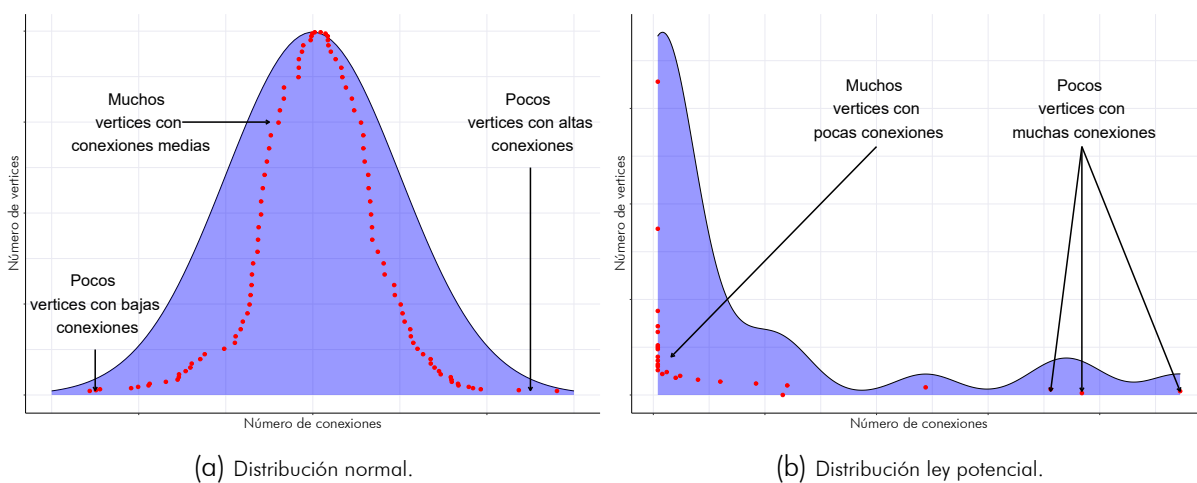 Número de vertices
Muchos
vertices con
conexiones medias
Pocos
vertices con altas
conexiones
Pocos
vertices con bajas
conexiones
Número de conexiones
(a) Distribución normal.
Número de vertices
Muchos
vertices con
pocas conexiones
Pocos
vertices con
muchas conexiones
Número de conexiones
(b) Distribución ley potencial.